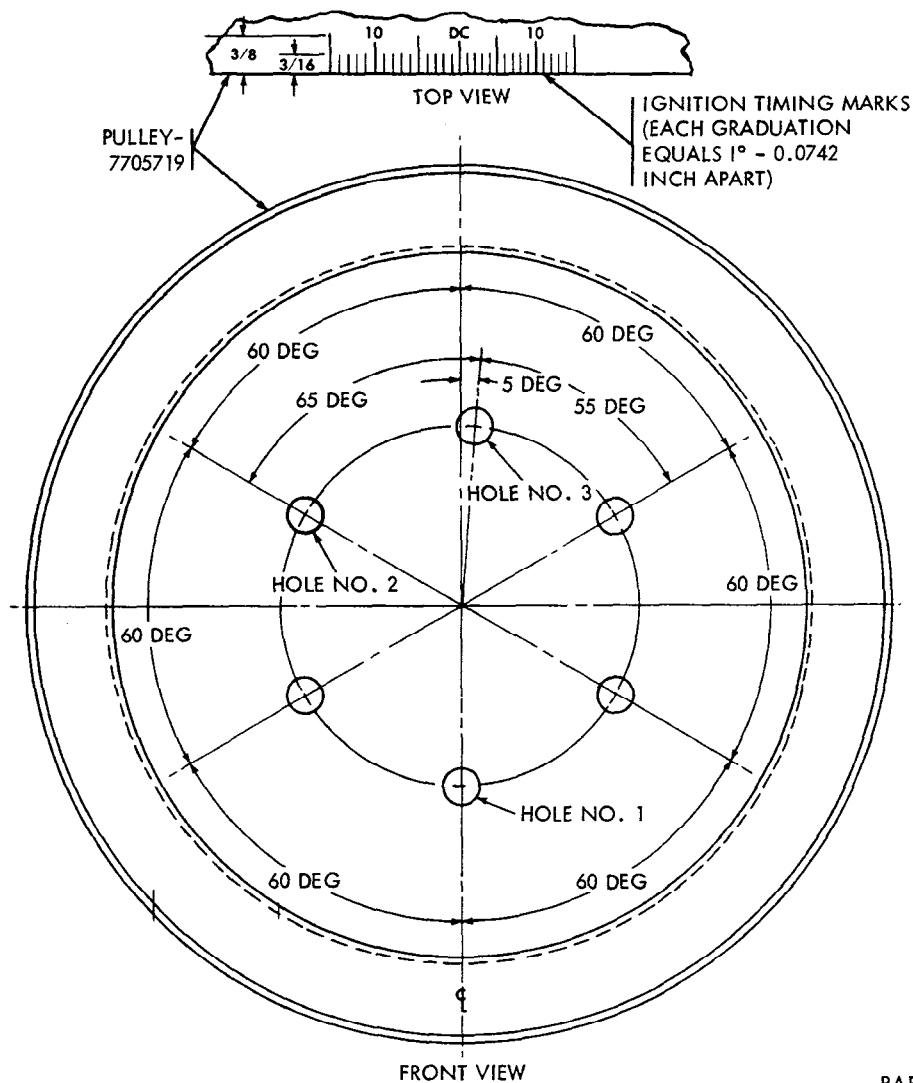 3/8
3/16
10 DC 10
TOP VIEW
PULLEY-
7705719
IGNITION TIMING MARKS
(EACH GRADUATION
EQUALS 1° - 0.0742
INCH APART)
60 DEG
60 DEG
65 DEG
5 DEG
55 DEG
HOLE NO. 3
HOLE NO. 2
60 DEG
60 DEG
HOLE NO. 1
60 DEG
60 DEG
℄
FRONT VIEW